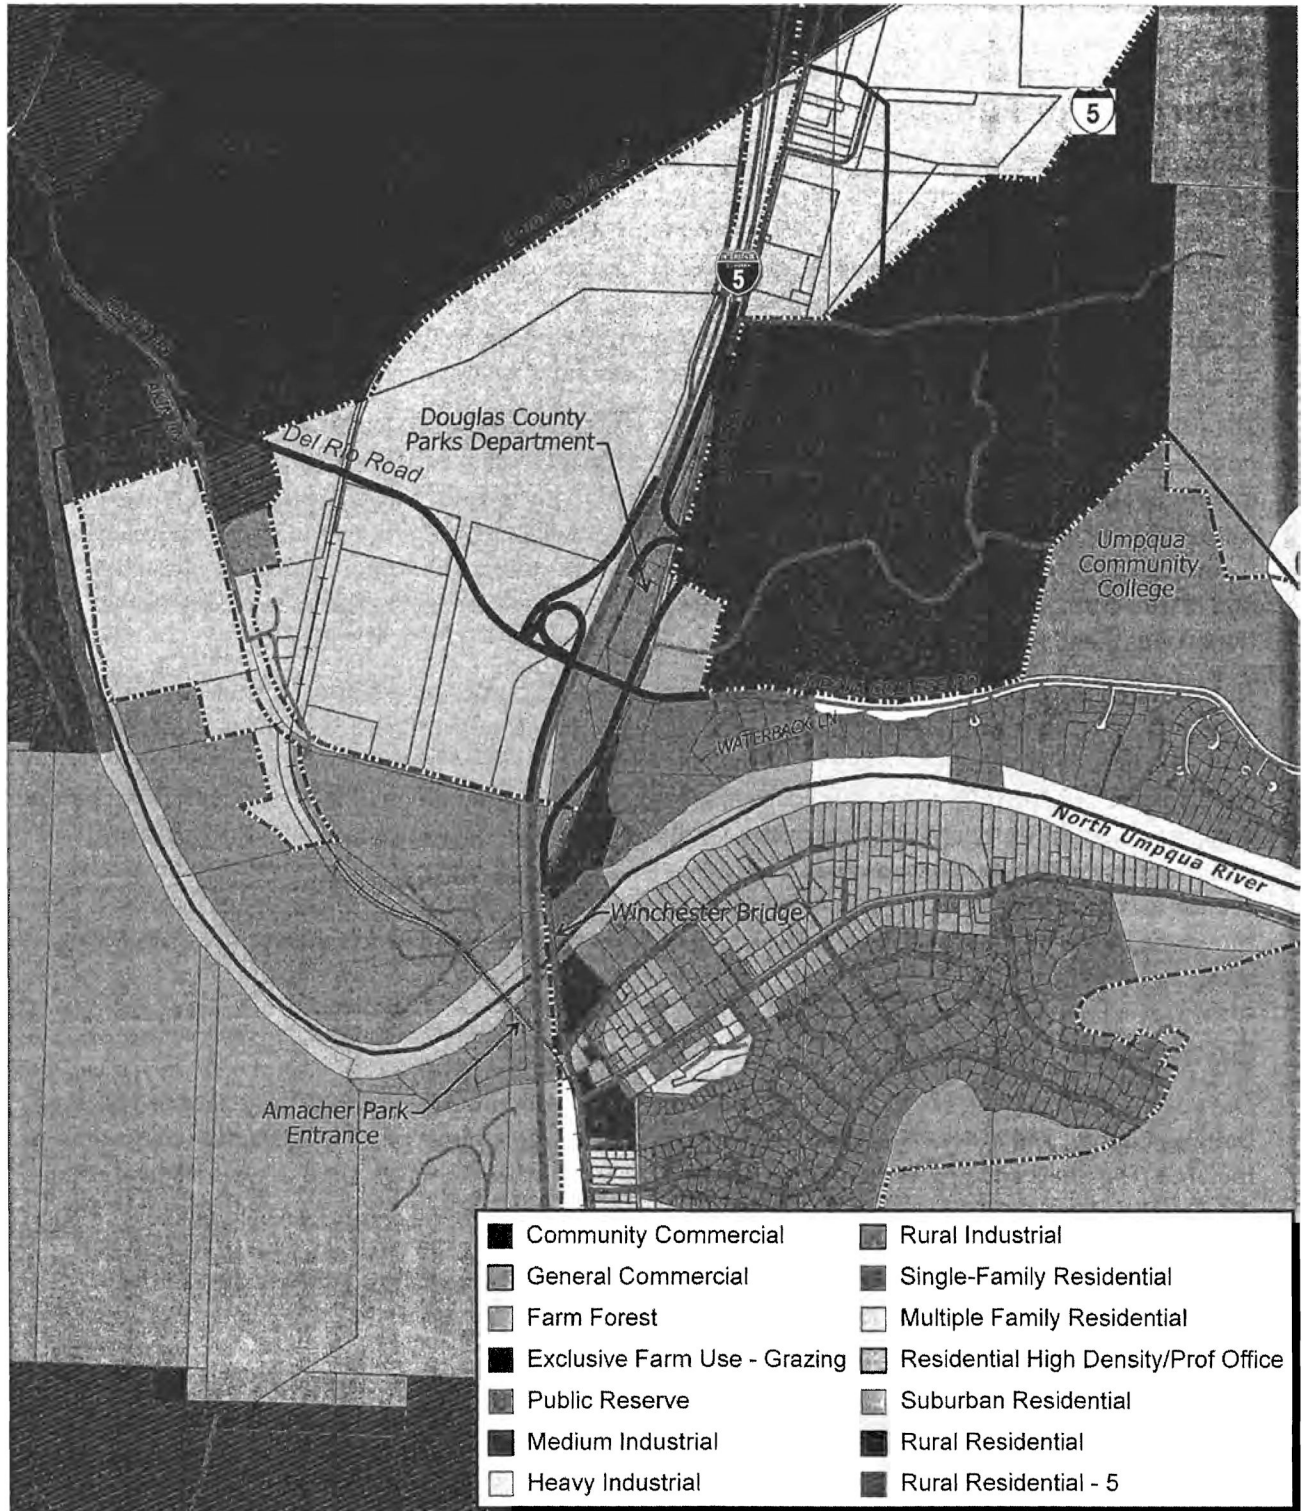 5
INTERSTATE
5
Douglas County
Parks Department
Del Rio Road
Umpqua
Community
College
WATERBACK LN
North Umpqua River
Winchester Bridge
Amacher Park
Entrance
Community Commercial
General Commercial
Farm Forest
Exclusive Farm Use - Grazing
Public Reserve
Medium Industrial
Heavy Industrial
Rural Industrial
Single-Family Residential
Multiple Family Residential
Residential High Density/Prof Office
Suburban Residential
Rural Residential
Rural Residential - 5